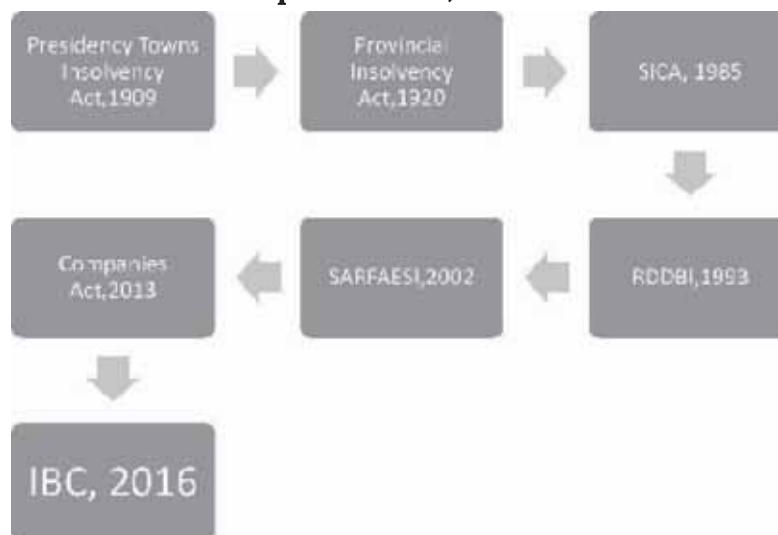 Presidency Towns
Insolvency
Act,1909
Provincial
Insolvency
Act,1920
SICA, 1985
RDDBI,1993
SARFAESI,2002
Companies
Act,2013
IBC, 2016